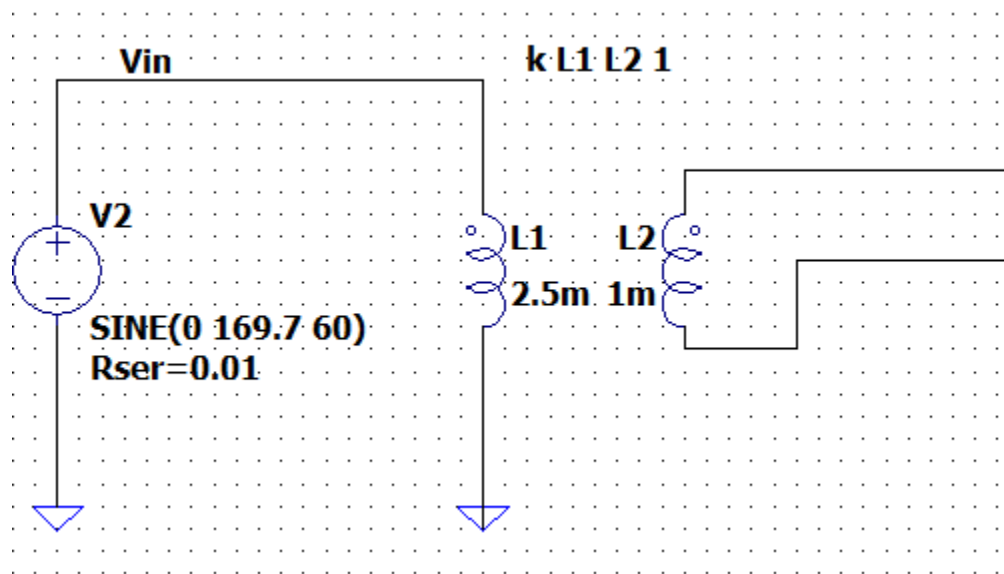 Vin
k L1 L2 1
V2
L1
L2
2.5m
1m
SINE(0 169.7 60)
Rser=0.01